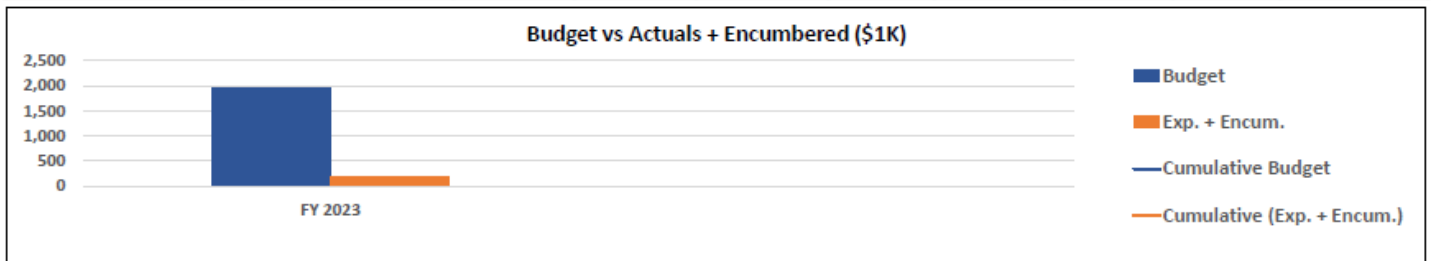 Budget vs Actuals + Encumbered ($1K)
2,500
2,000
1,500
1,000
500
0
FY 2023
Budget
Exp. + Encum.
Cumulative Budget
Cumulative (Exp. + Encum.)